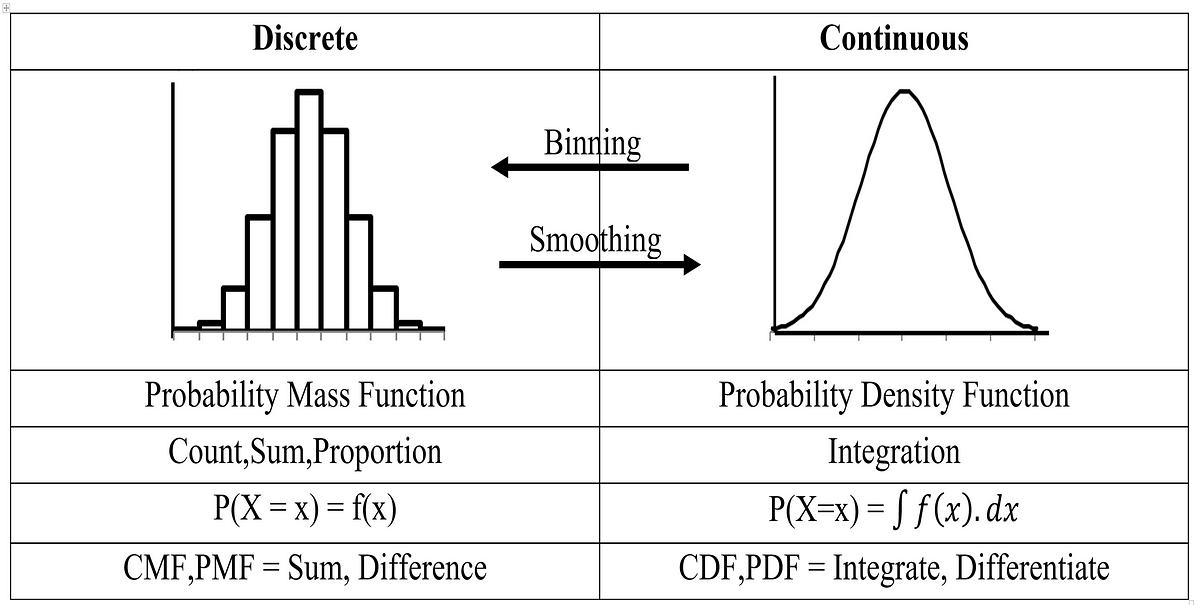 Discrete
Continuous
Binning
Smoothing
Probability Mass Function
Probability Density Function
Count,Sum,Proportion
Integration
P(X = x) = f(x)
P(X=x) = ∫ f(x). dx
CMF,PMF = Sum, Difference
CDF,PDF = Integrate, Differentiate